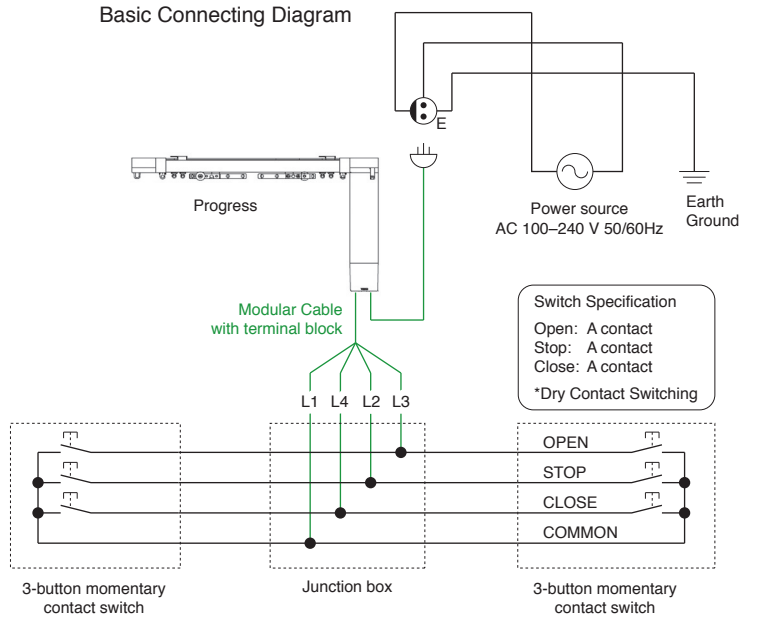 Basic Connecting Diagram
E
Progress
Power source
AC 100–240 V 50/60Hz
Earth
Ground
Modular Cable
with terminal block
Switch Specification
Open: A contact
Stop: A contact
Close: A contact
*Dry Contact Switching
L1 L4 L2 L3
OPEN
STOP
CLOSE
COMMON
3-button momentary
contact switch
Junction box
3-button momentary
contact switch